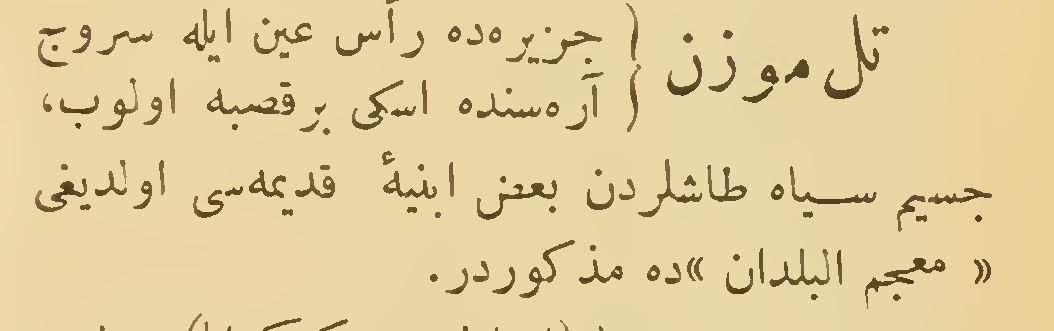 تل موزن { جزیره‌ده رأس عین ایله سروج
{ آره‌سنده اسکی برقصبه اولوب،
جسیم سیاه طاشلردن بعض ابنیهٔ قدیمه‌سی اولدیغی
« معجم البلدان »ده مذکوردر.